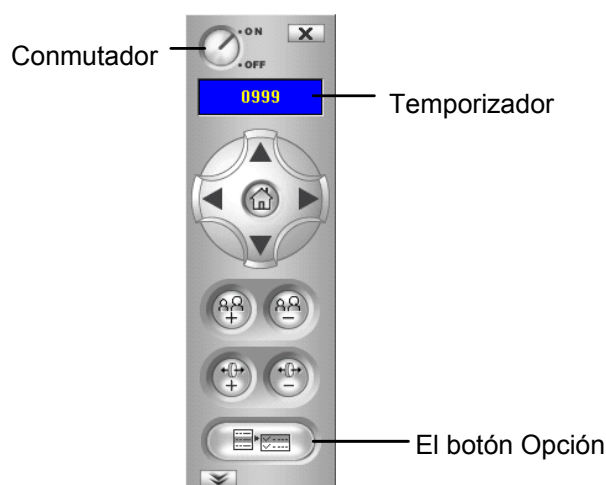 ON
Conmutador
OFF
0999
Temporizador
El botón Opción